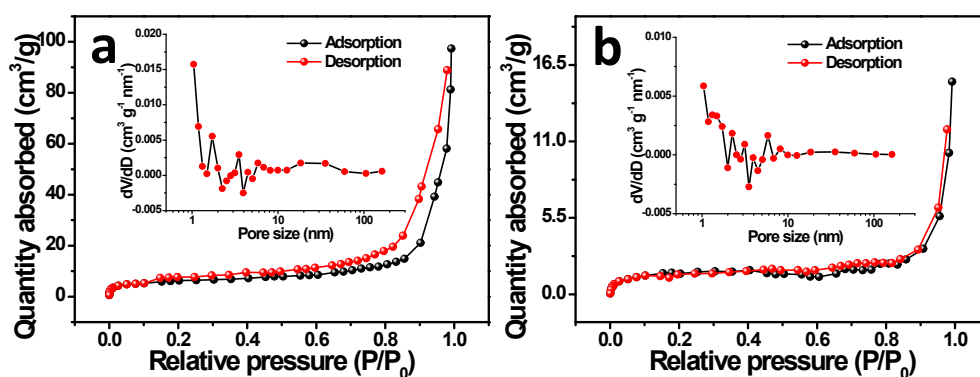 a
Adsorption
Desorption
Quantity absorbed (cm³/g)
100
80
60
40
20
0
0.0
0.2
0.4
0.6
0.8
1.0
Relative pressure (P/P₀)
dV/dD (cm³ g⁻¹ nm⁻¹)
0.020
0.015
0.010
0.005
0.000
-0.005
1
10
100
Pore size (nm)
b
Adsorption
Desorption
Quantity absorbed (cm³/g)
16.5
11.0
5.5
0.0
0.0
0.2
0.4
0.6
0.8
1.0
Relative pressure (P/P₀)
dV/dD (cm³ g⁻¹ nm⁻¹)
0.010
0.005
0.000
-0.005
1
10
100
Pore size (nm)